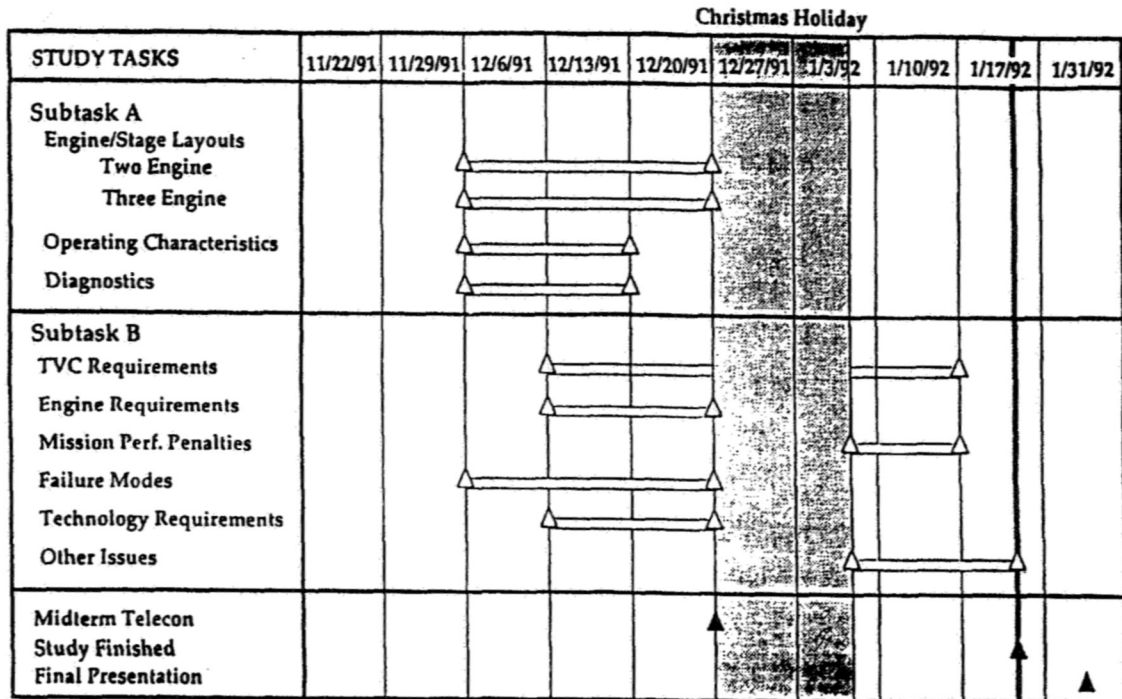 Christmas Holiday
STUDY TASKS 11/22/91 11/29/91 12/6/91 12/13/91 12/20/91 12/27/91 1/3/92 1/10/92 1/17/92 1/31/92
Subtask A
Engine/Stage Layouts
Two Engine
Three Engine
Operating Characteristics
Diagnostics
Subtask B
TVC Requirements
Engine Requirements
Mission Perf. Penalties
Failure Modes
Technology Requirements
Other Issues
Midterm Telecon
Study Finished
Final Presentation